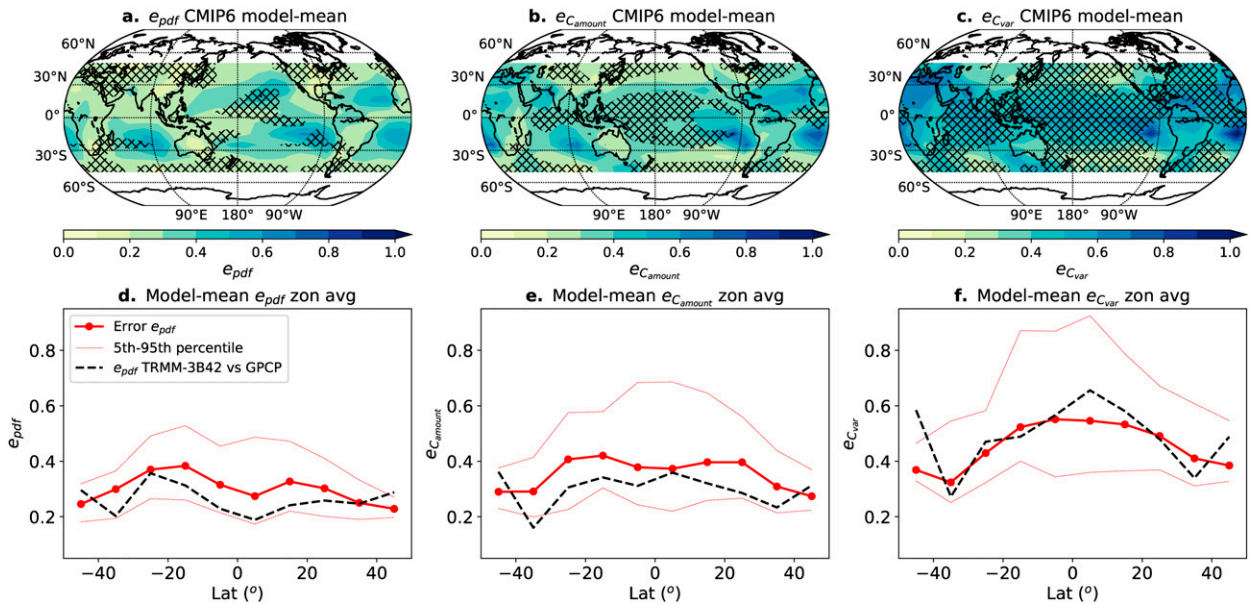 a. e_pdf CMIP6 model-mean
b. e_C_amount CMIP6 model-mean
c. e_C_var CMIP6 model-mean
60°N
30°N
0°
30°S
60°S
90°E 180° 90°W
60°N
30°N
0°
30°S
60°S
90°E 180° 90°W
60°N
30°N
0°
30°S
60°S
90°E 180° 90°W
0.0 0.2 0.4 0.6 0.8 1.0
e_pdf
0.0 0.2 0.4 0.6 0.8 1.0
e_C_amount
0.0 0.2 0.4 0.6 0.8 1.0
e_C_var
d. Model-mean e_pdf zon avg
Error e_pdf
5th-95th percentile
e_pdf TRMM-3B42 vs GPCP
0.8
0.6
0.4
0.2
e_pdf
−40 −20 0 20 40
Lat (°)
e. Model-mean e_C_amount zon avg
0.8
0.6
0.4
0.2
e_C_amount
−40 −20 0 20 40
Lat (°)
f. Model-mean e_C_var zon avg
0.8
0.6
0.4
0.2
e_C_var
−40 −20 0 20 40
Lat (°)